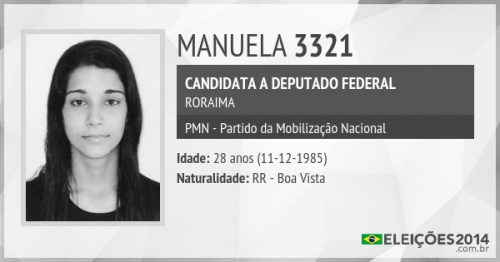 MANUELA 3321
CANDIDATA A DEPUTADO FEDERAL
RORAIMA
PMN - Partido da Mobilização Nacional
Idade: 28 anos (11-12-1985)
Naturalidade: RR - Boa Vista
ELEIÇÕES2014
.com.br